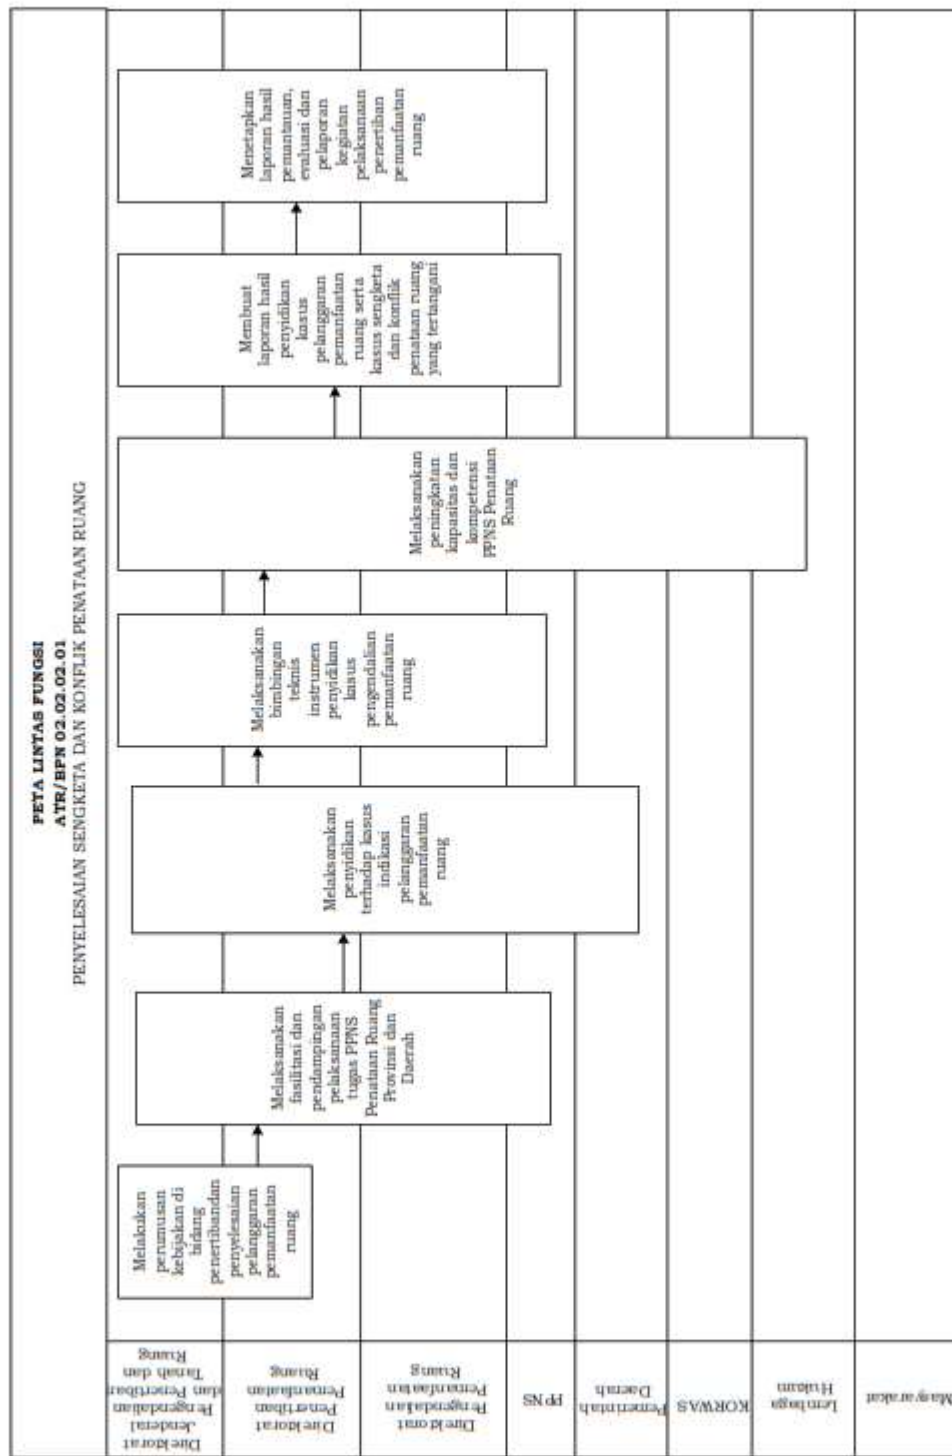 PETA LINTAS FUNGSI
ATR/BPN 02.02.02.01
PENYELESAIAN SENGKETA DAN KONFLIK PENATAAN RUANG
Direktorat
Jenderal
Pengendalian
dan Penertiban
Tanah dan
Ruang
Direktorat
Penertiban
Pemanfaatan
Ruang
Direktorat
Pengendalian
Pemanfaatan
Ruang
PPNS
Pemerintah
Daerah
KORWAS
Lembaga
Hukum
Masyarakat
Melakukan
perumusan
kebijakan di
bidang
penertibandan
penyelesaian
pelanggaran
pemanfaatan
ruang
Melaksanakan
fasilitasi dan
pendampingan
pelaksanaan
tugas PPNS
Penataan Ruang
Provinsi dan
Daerah
Melaksanakan
penyidikan
terhadap kasus
indikasi
pelanggaran
pemanfaatan
ruang
Melaksanakan
bimbingan
teknis
instrumen
penyidikan
kasus
pengendalian
pemanfaatan
ruang
Melaksanakan
peningkatan
kapasitas dan
kompetensi
PPNS Penataan
Ruang
Membuat
laporan hasil
penyidikan
kasus
pelanggaran
pemanfaatan
ruang serta
kasus sengketa
dan konflik
penataan ruang
yang tertangani
Menetapkan
laporan hasil
pemantauan,
evaluasi dan
pelaporan
kegiatan
pelaksanaan
penertiban
pemanfaatan
ruang